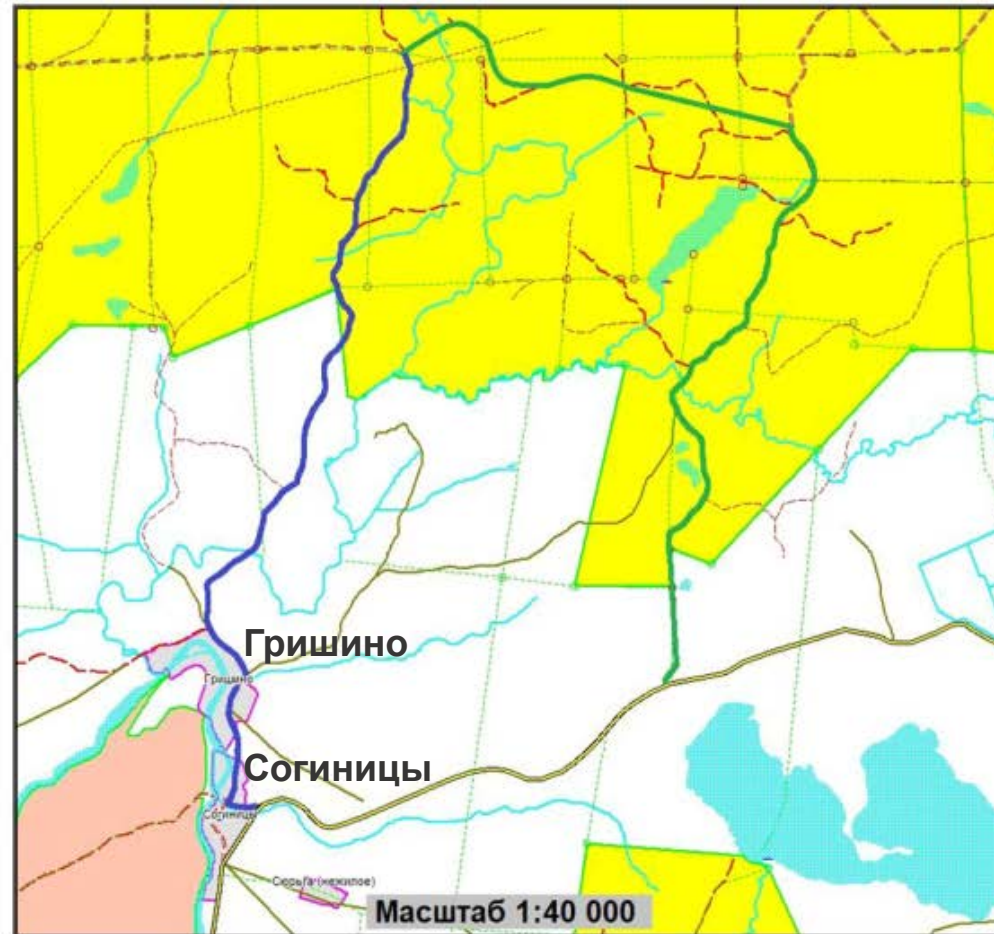 Гришино
Гришино
Согиницы
Согиницы
Сюрьга (нежилое)
Масштаб 1:40 000